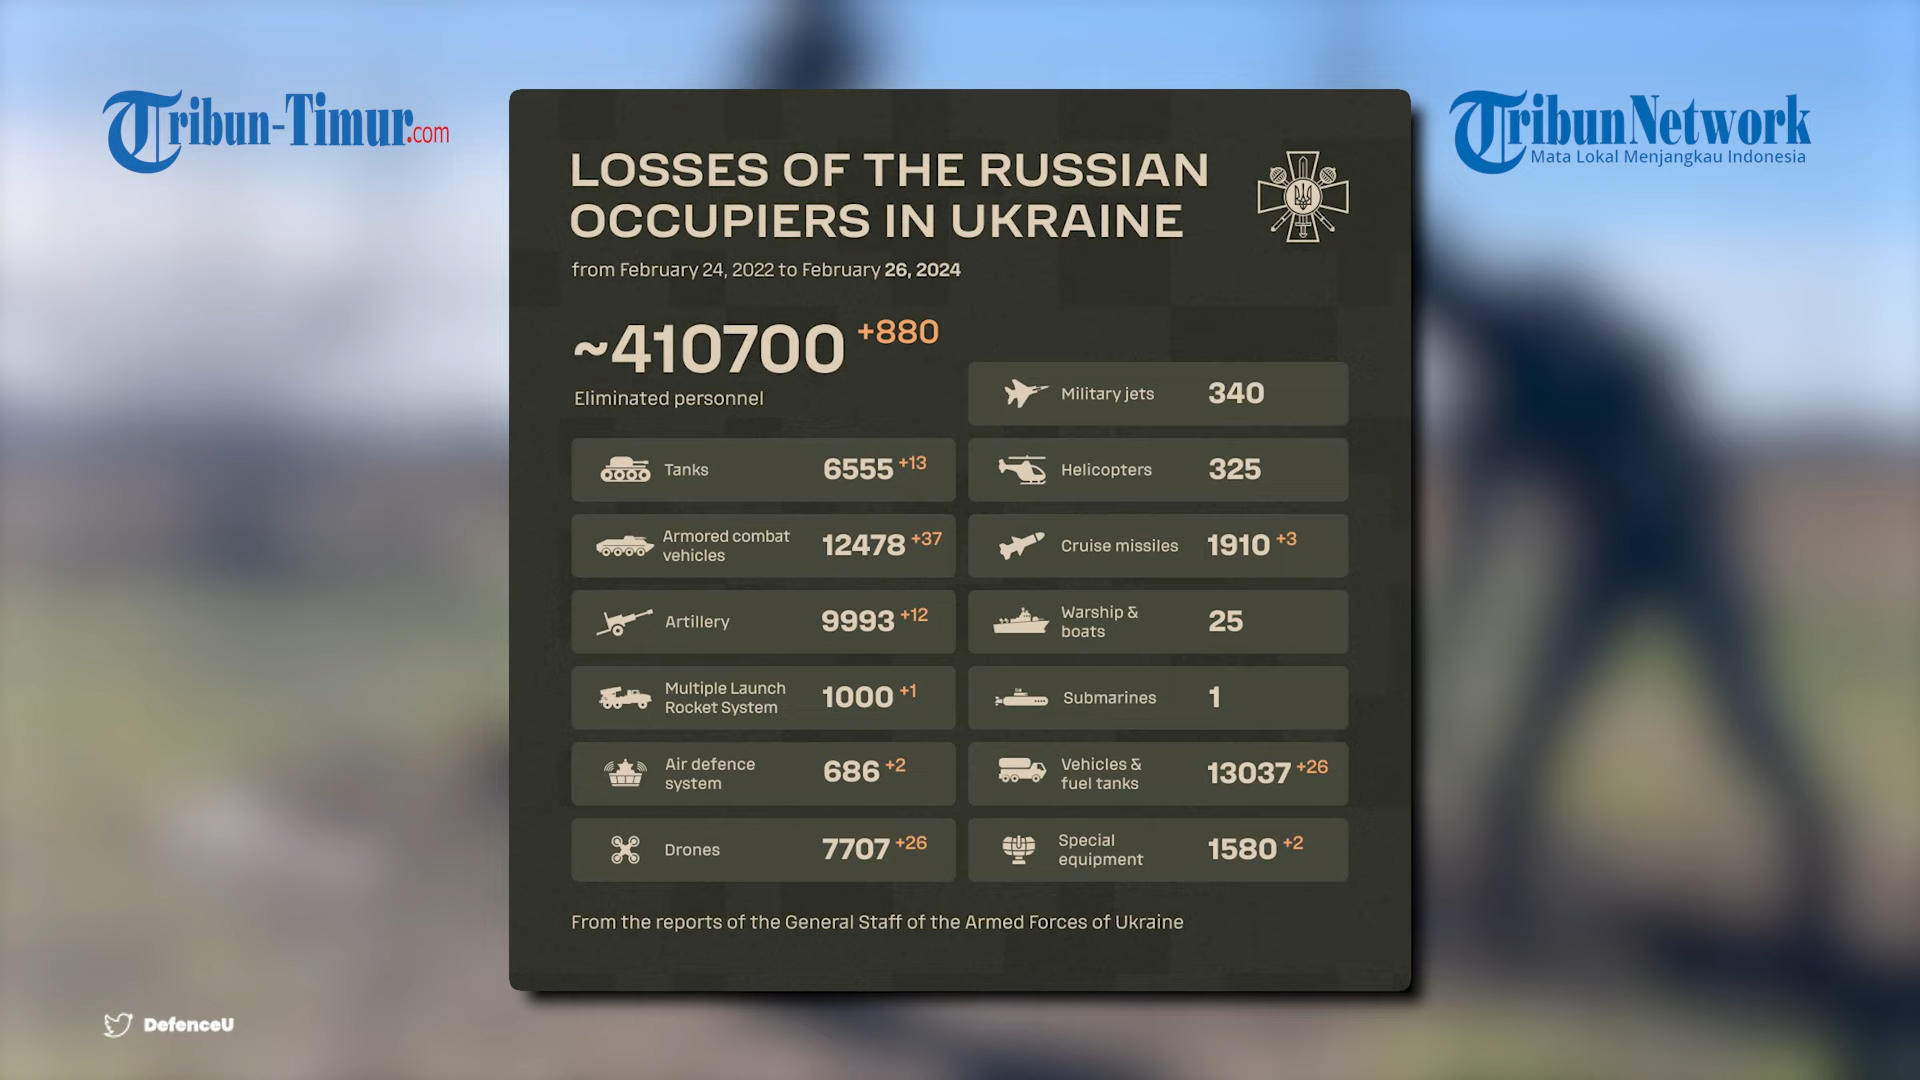 Tribun-Timur.com
TribunNetwork
Mata Lokal Menjangkau Indonesia
LOSSES OF THE RUSSIAN
OCCUPIERS IN UKRAINE
from February 24, 2022 to February 26, 2024
~410700 +880
Eliminated personnel
Military jets 340
Tanks 6555 +13
Helicopters 325
Armored combat
vehicles 12478 +37
Cruise missiles 1910 +3
Artillery 9993 +12
Warship &
boats 25
Multiple Launch
Rocket System 1000 +1
Submarines 1
Air defence
system 686 +2
Vehicles &
fuel tanks 13037 +26
Drones 7707 +26
Special
equipment 1580 +2
From the reports of the General Staff of the Armed Forces of Ukraine
DefenceU